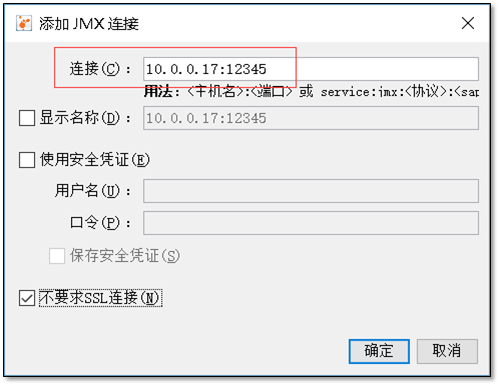 添加 JMX 连接
连接(C)： 10.0.0.17:12345
用法：<主机名>:<端口> 或 service:jmx:<协议>:<sap
显示名称(D)： 10.0.0.17:12345
使用安全凭证(E)
用户名(U)：
口令(P)：
保存安全凭证(S)
不要求SSL连接(N)
确定 取消